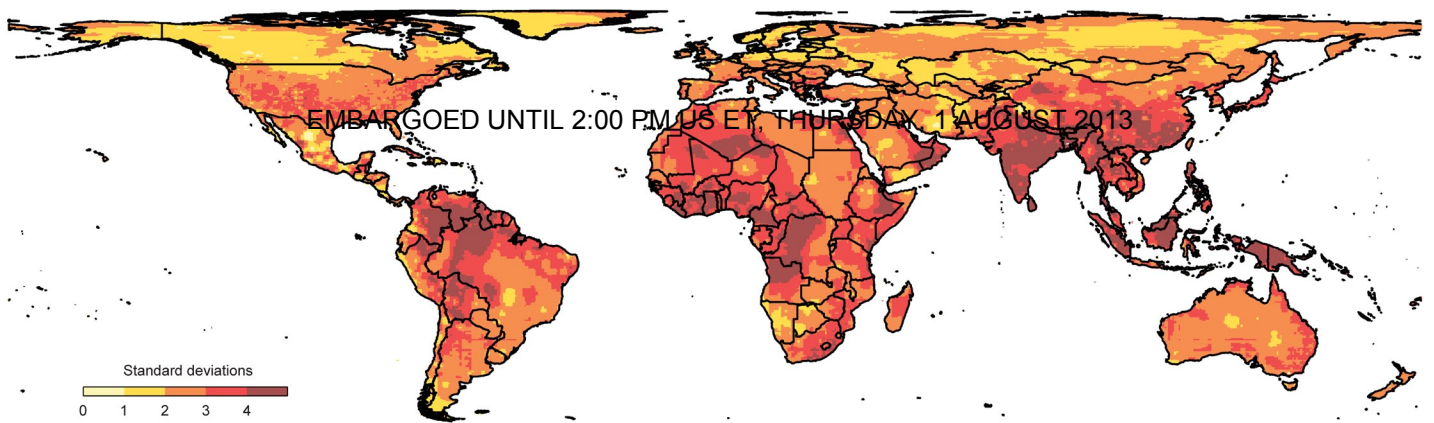 EMBARGOED UNTIL 2:00 PM US ET, THURSDAY, 1 AUGUST 2013
Standard deviations
0 1 2 3 4